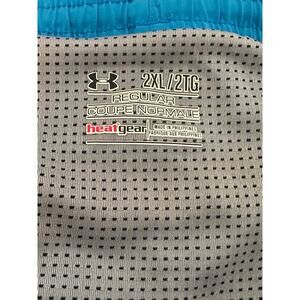 2XL/2TG
REGULAR
COUPE NORMALE
heatgear
MADE IN PHILIPPINES
FABRIQUÉ AUX PHILIPPINES